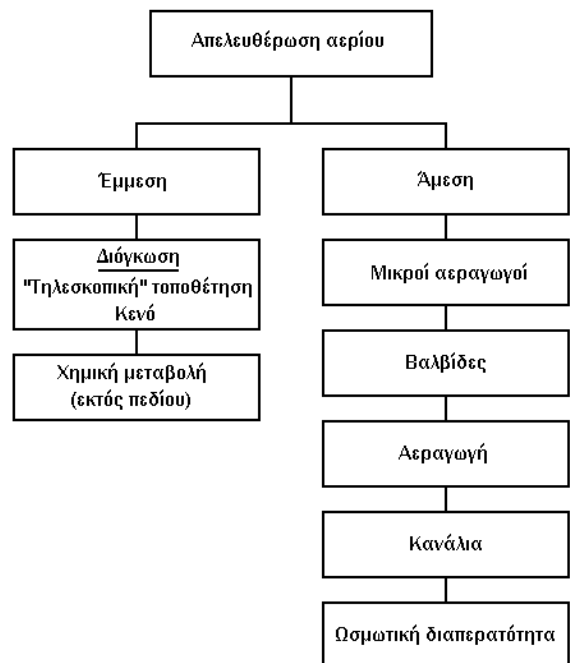 Απελευθέρωση αερίου
Έμμεση
Διόγκωση
"Τηλεσκοπική" τοποθέτηση
Κενό
Χημική μεταβολή
(εκτός πεδίου)
Άμεση
Μικροί αεραγωγοί
Βαλβίδες
Αεραγωγή
Κανάλια
Ωσμωτική διαπερατότητα